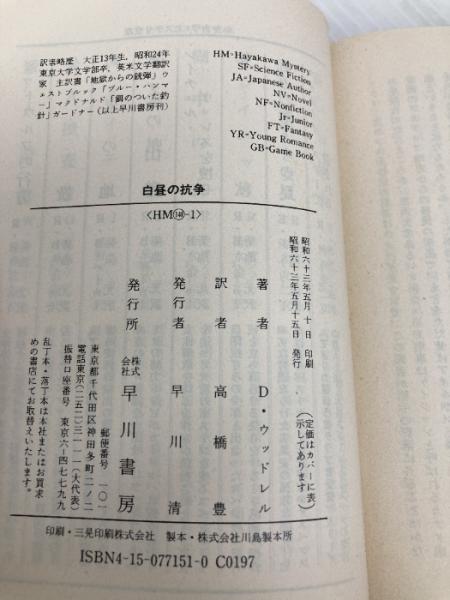 訳者略歴 大正13年生，昭和24年
東京大学文学部卒，英米文学翻訳
家 主訳書「地獄からの銃弾」ウ
ェストブルック「ブルー・ハンマ
ー」マクドナルド「鋼のついた釣
針」ガードナー（以上早川書房刊）
HM=Hayakawa Mystery
SF=Science Fiction
JA=Japanese Author
NV=Novel
NF=Nonfiction
Jr=Junior
FT=Fantasy
YR=Young Romance
GB=Game Book
白昼の抗争
〈HM(148)-1〉
昭和六十三年五月十日 印刷
昭和六十三年五月十五日 発行
（定価はカバーに表
示してあります）
著者 D・ウッドレル
訳者 高橋豊
発行者 早川清
発行所 株式会社 早川書房
郵便番号 一〇一
東京都千代田区神田多町二ノ二
電話東京（二五二）三一一一（大代表）
振替口座番号 東京六-四七七九九
乱丁本・落丁本は本社またはお買求
めの書店にてお取替えいたします。
印刷・三晃印刷株式会社 製本・株式会社川島製本所
ISBN4-15-077151-0 C0197